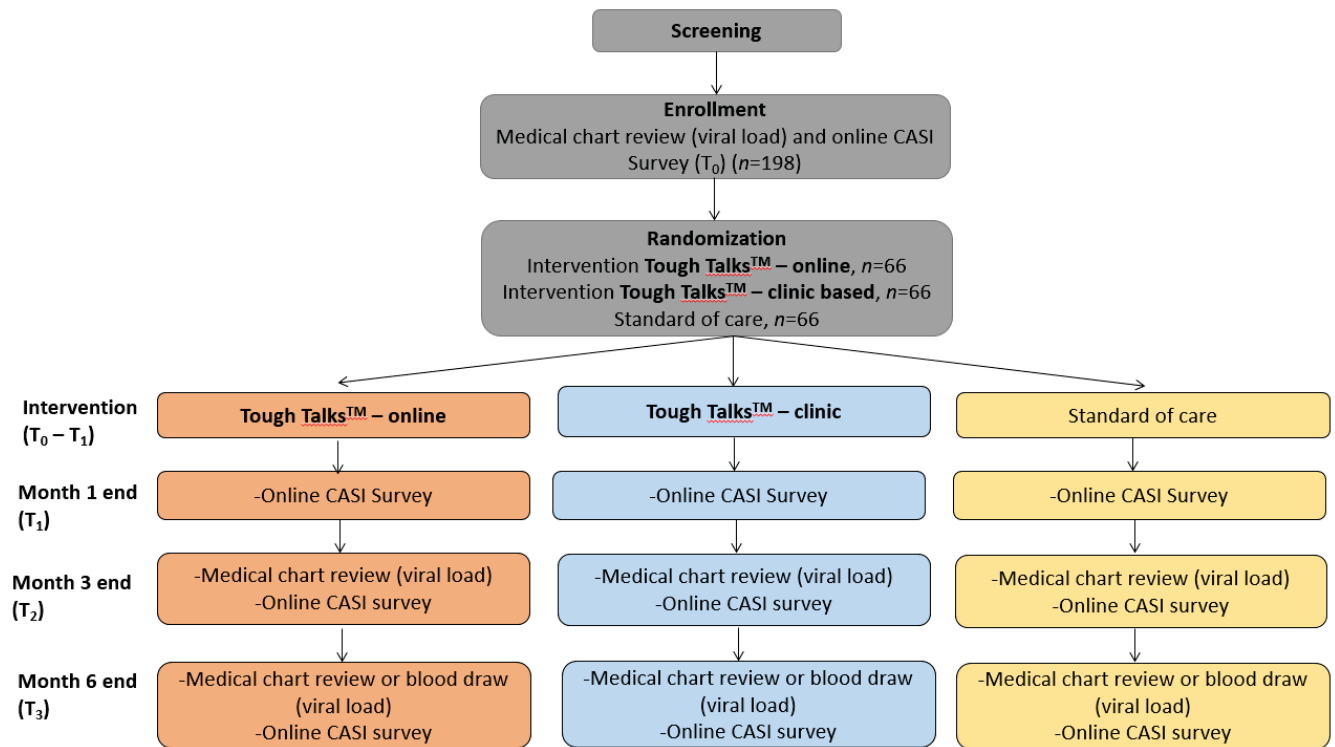 Screening
Enrollment
Medical chart review (viral load) and online CASI
Survey (T₀) (n=198)
Randomization
Intervention Tough Talks™ – online, n=66
Intervention Tough Talks™ – clinic based, n=66
Standard of care, n=66
Intervention
(T₀ – T₁)
Tough Talks™ – online
Tough Talks™ – clinic
Standard of care
Month 1 end
(T₁)
-Online CASI Survey
-Online CASI Survey
-Online CASI Survey
Month 3 end
(T₂)
-Medical chart review (viral load)
-Online CASI survey
-Medical chart review (viral load)
-Online CASI survey
-Medical chart review (viral load)
-Online CASI survey
Month 6 end
(T₃)
-Medical chart review or blood draw
(viral load)
-Online CASI survey
-Medical chart review or blood draw
(viral load)
-Online CASI survey
-Medical chart review or blood draw
(viral load)
-Online CASI survey